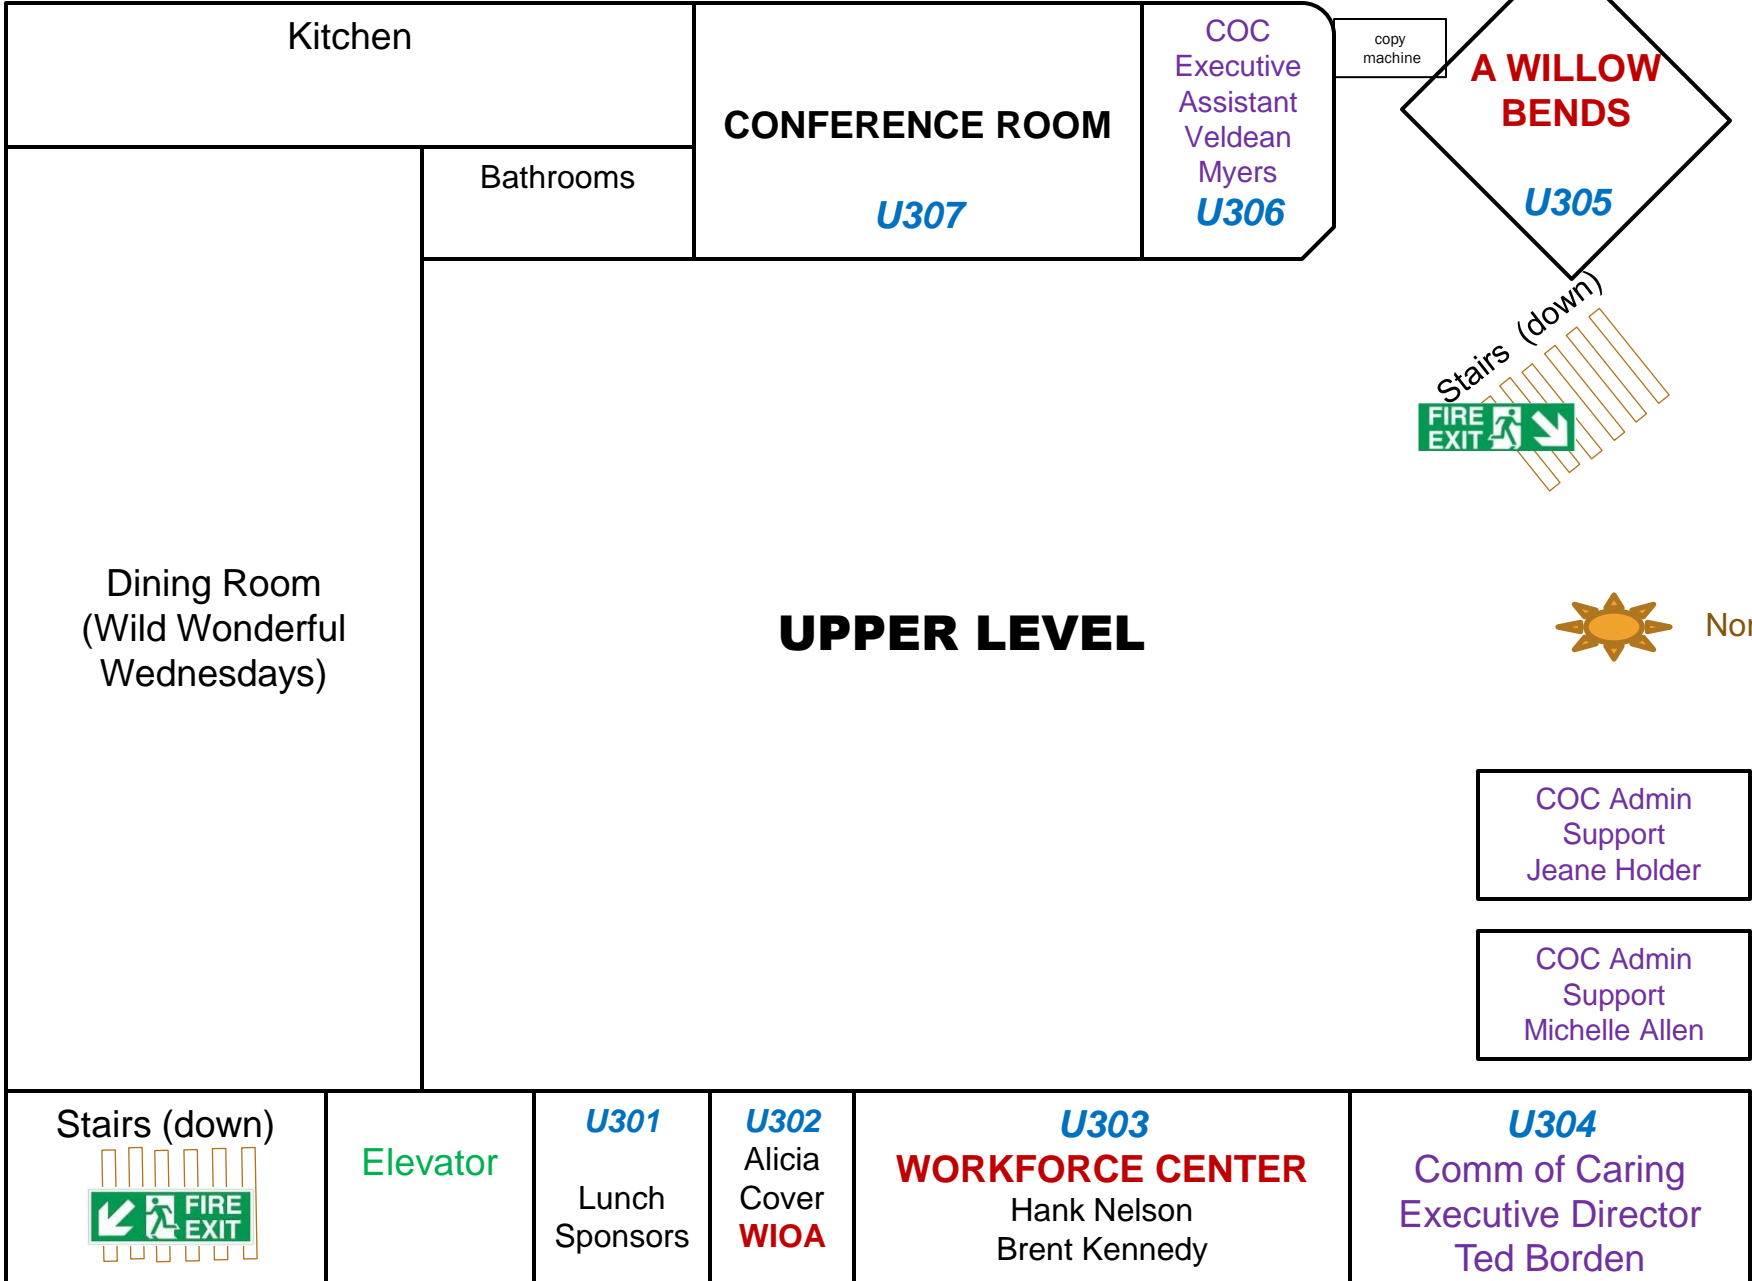 Kitchen
CONFERENCE ROOM
U307
COC
Executive
Assistant
Veldean
Myers
U306
copy
machine
A WILLOW
BENDS
U305
Bathrooms
Stairs (down)
FIRE
EXIT
Dining Room
(Wild Wonderful
Wednesdays)
UPPER LEVEL
COC Admin
Support
Jeane Holder
COC Admin
Support
Michelle Allen
Stairs (down)
FIRE
EXIT
Elevator
U301
Lunch
Sponsors
U302
Alicia
Cover
WIOA
U303
WORKFORCE CENTER
Hank Nelson
Brent Kennedy
U304
Comm of Caring
Executive Director
Ted Borden